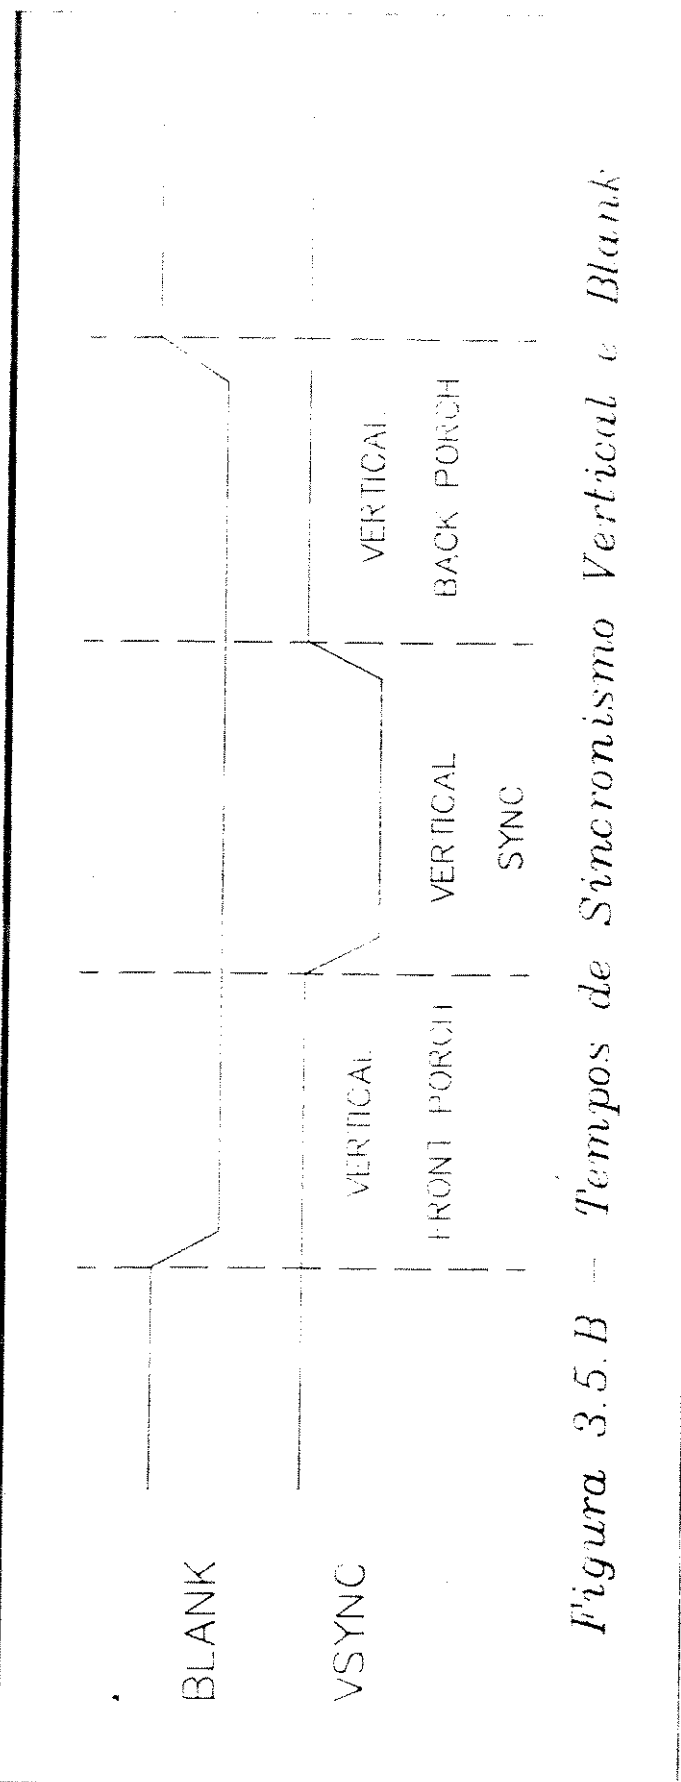 BLANK
VSYNC
VERTICAL
FRONT PORCH
VERTICAL
SYNC
VERTICAL
BACK PORCH
Figura 3.5.B - Tempos de Sincronismo Vertical e Blank